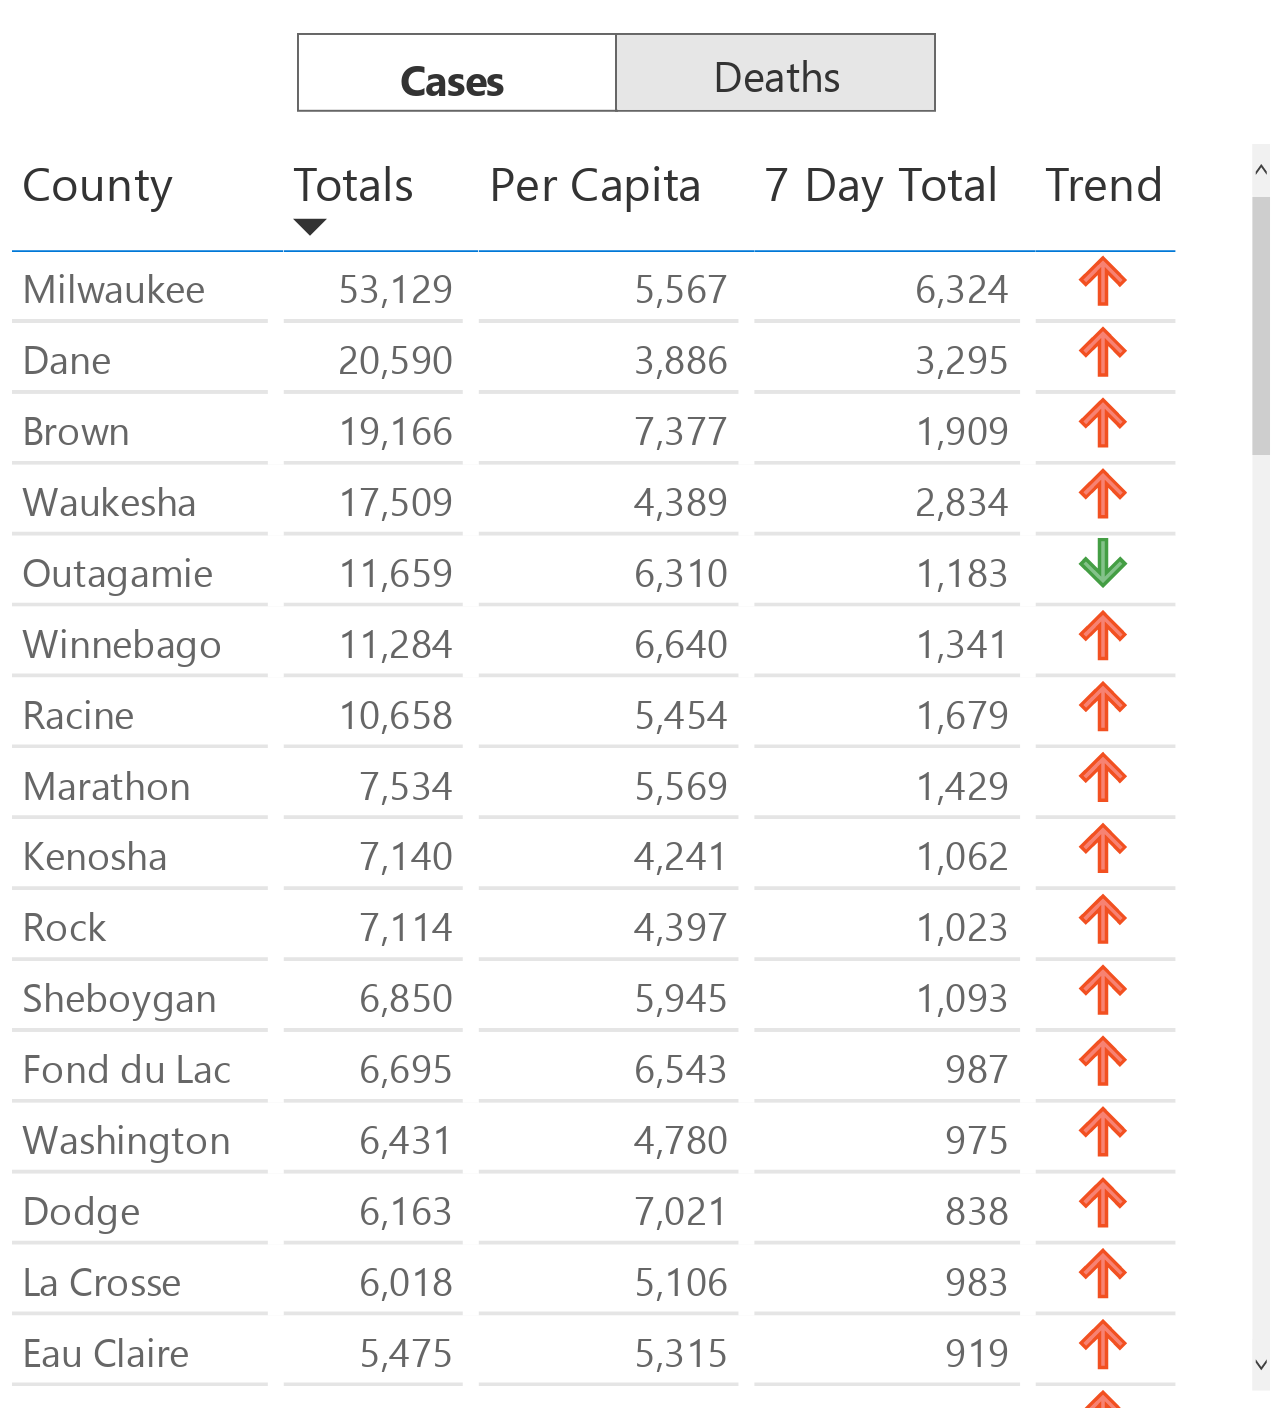 Cases Deaths
County Totals Per Capita 7 Day Total Trend
Milwaukee 53,129 5,567 6,324
Dane 20,590 3,886 3,295
Brown 19,166 7,377 1,909
Waukesha 17,509 4,389 2,834
Outagamie 11,659 6,310 1,183
Winnebago 11,284 6,640 1,341
Racine 10,658 5,454 1,679
Marathon 7,534 5,569 1,429
Kenosha 7,140 4,241 1,062
Rock 7,114 4,397 1,023
Sheboygan 6,850 5,945 1,093
Fond du Lac 6,695 6,543 987
Washington 6,431 4,780 975
Dodge 6,163 7,021 838
La Crosse 6,018 5,106 983
Eau Claire 5,475 5,315 919